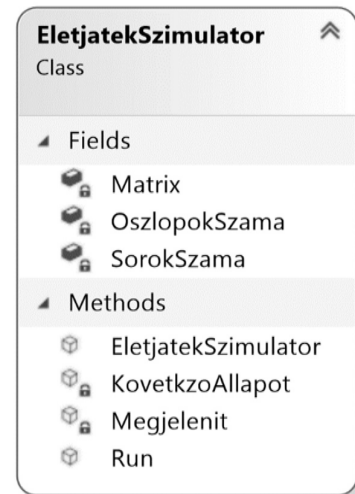 EletjatekSzimulator
Class
Fields
Matrix
OszlopokSzama
SorokSzama
Methods
EletjatekSzimulator
KovetkzoAllapot
Megjelenit
Run